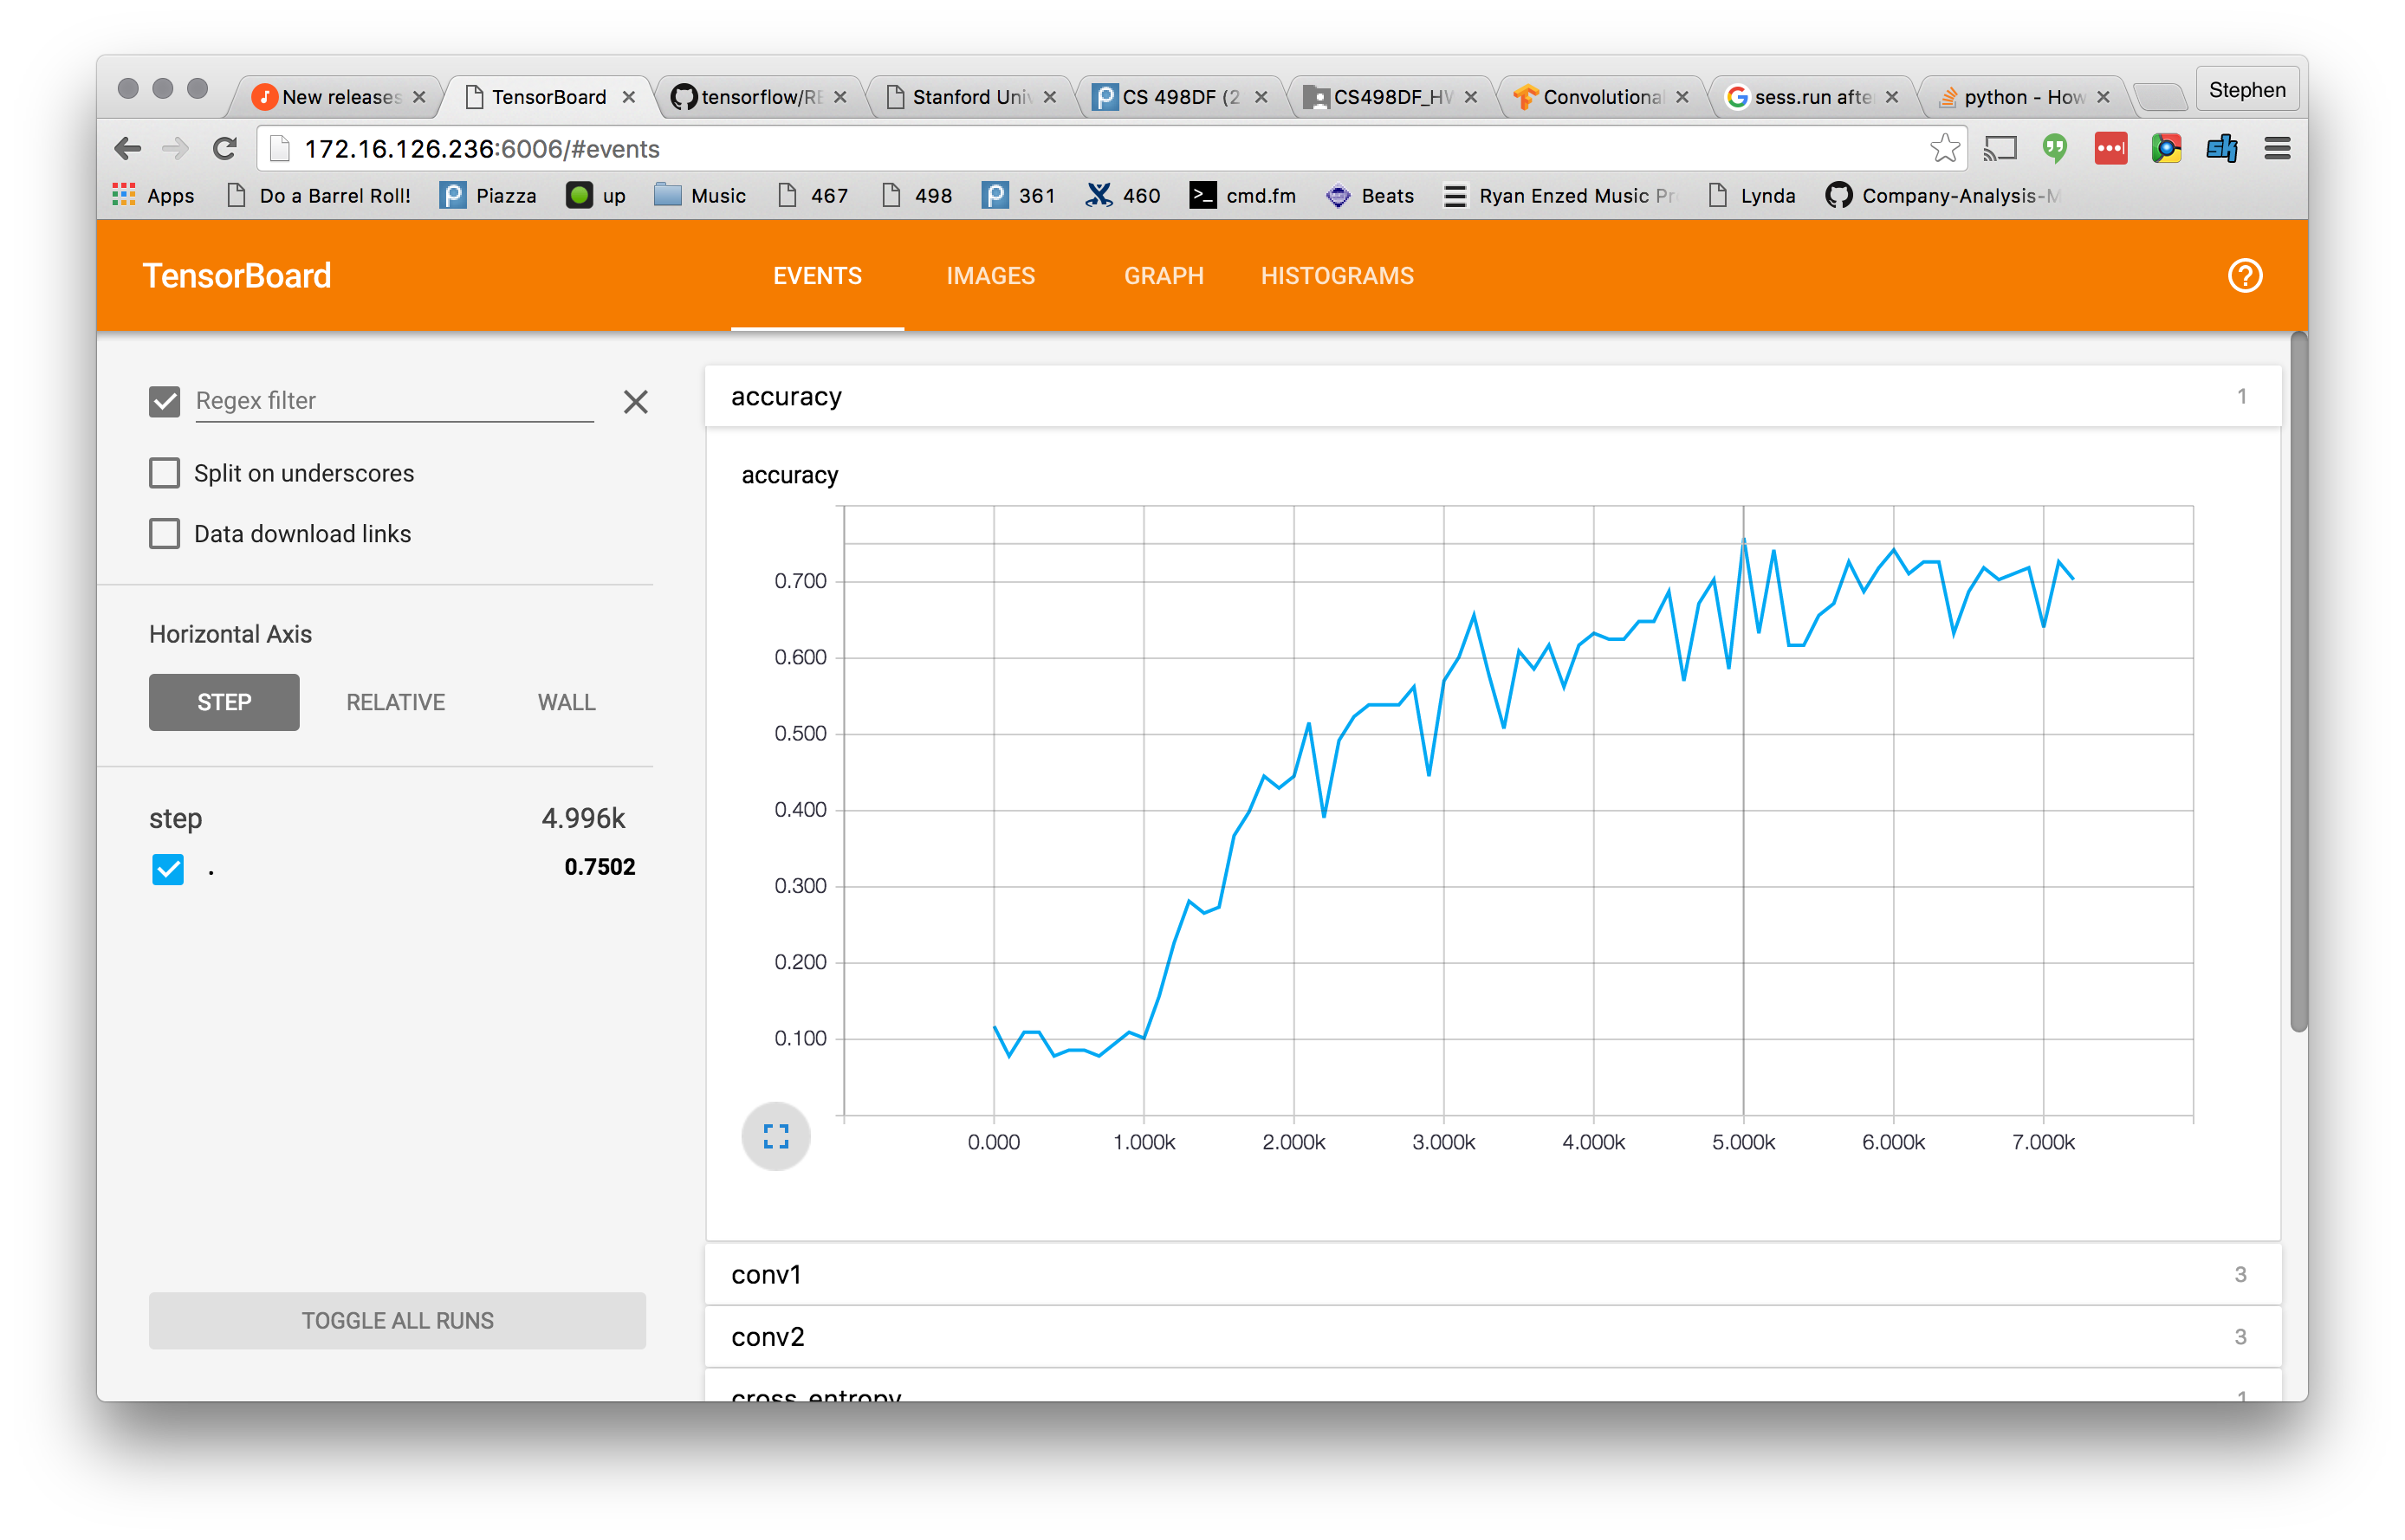 New releases
TensorBoard
tensorflow/RE
Stanford Univ
CS 498DF (2
CS498DF_HW
Convolutional
sess.run after
python - How
Stephen
172.16.126.236:6006/#events
Apps
Do a Barrel Roll!
Piazza
up
Music
467
498
361
460
cmd.fm
Beats
Ryan Enzed Music Pr
Lynda
Company-Analysis-M
TensorBoard
EVENTS
IMAGES
GRAPH
HISTOGRAMS
Regex filter
Split on underscores
Data download links
Horizontal Axis
STEP
RELATIVE
WALL
step
4.996k
.
0.7502
TOGGLE ALL RUNS
accuracy
1
accuracy
0.700
0.600
0.500
0.400
0.300
0.200
0.100
0.000
1.000k
2.000k
3.000k
4.000k
5.000k
6.000k
7.000k
conv1
3
conv2
3
cross_entropy
1